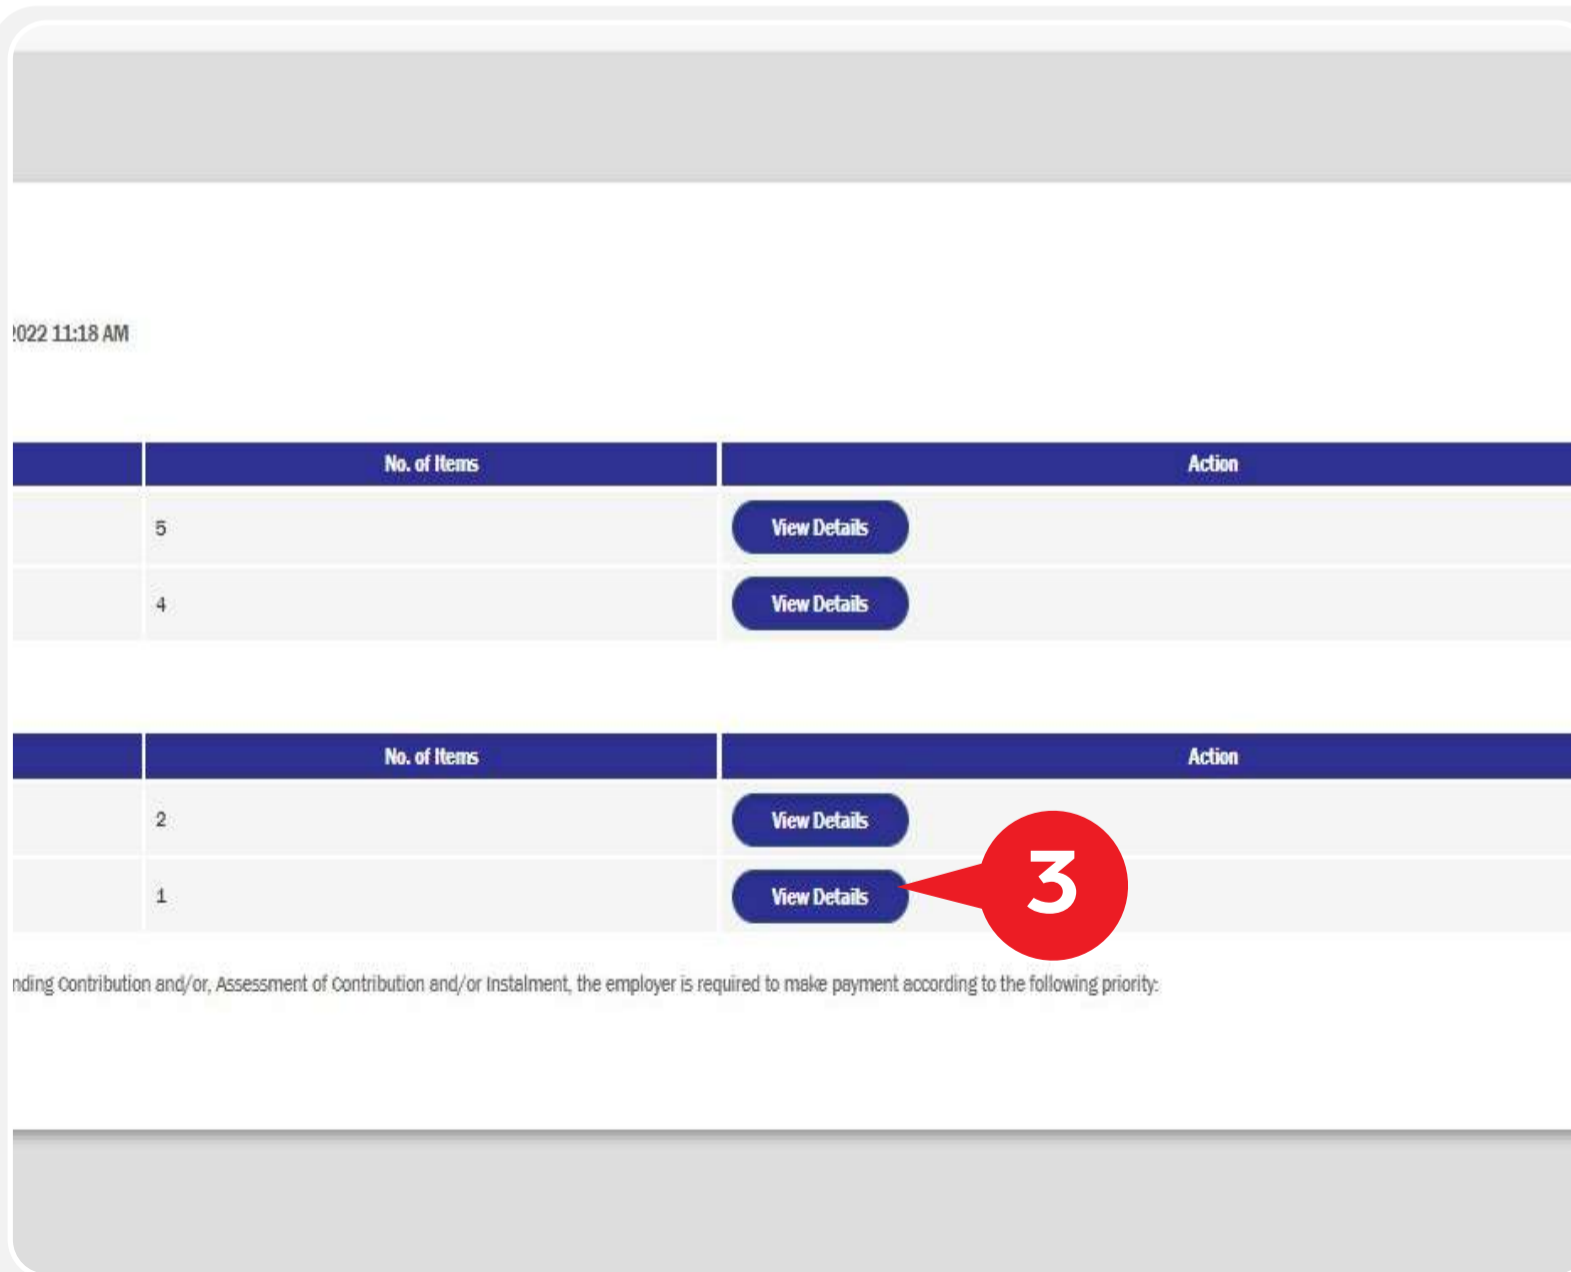 2022 11:18 AM
No. of Items Action
5 View Details
4 View Details
No. of Items Action
2 View Details
1 View Details
3
nding Contribution and/or, Assessment of Contribution and/or Instalment, the employer is required to make payment according to the following priority: